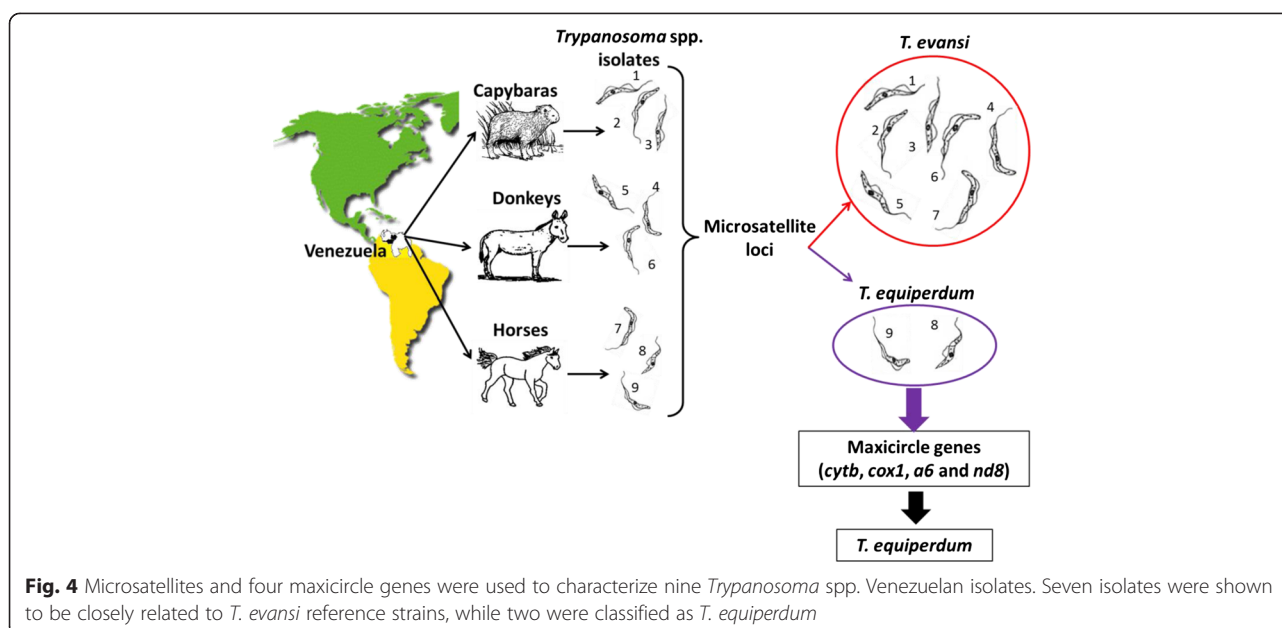 Trypanosoma spp.
isolates
Capybaras
1
2
3
Donkeys
5
4
6
Horses
7
8
9
Venezuela
Microsatellite
loci
T. evansi
1
2
3
4
6
5
7
T. equiperdum
9
8
Maxicircle genes
(cytb, cox1, a6 and nd8)
T. equiperdum
Fig. 4 Microsatellites and four maxicircle genes were used to characterize nine Trypanosoma spp. Venezuelan isolates. Seven isolates were shown
to be closely related to T. evansi reference strains, while two were classified as T. equiperdum